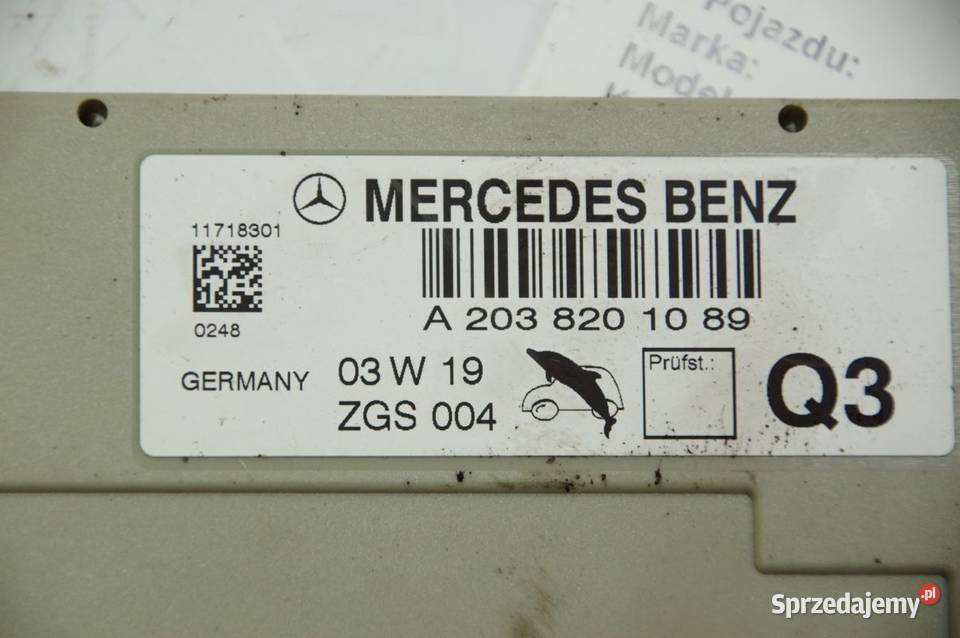 Pojazdu:
Marka:
Model
MERCEDES BENZ
11718301
0248
A 203 820 10 89
GERMANY
03 W 19
ZGS 004
Prüfst.:
Q3
Sprzedajemy.pl